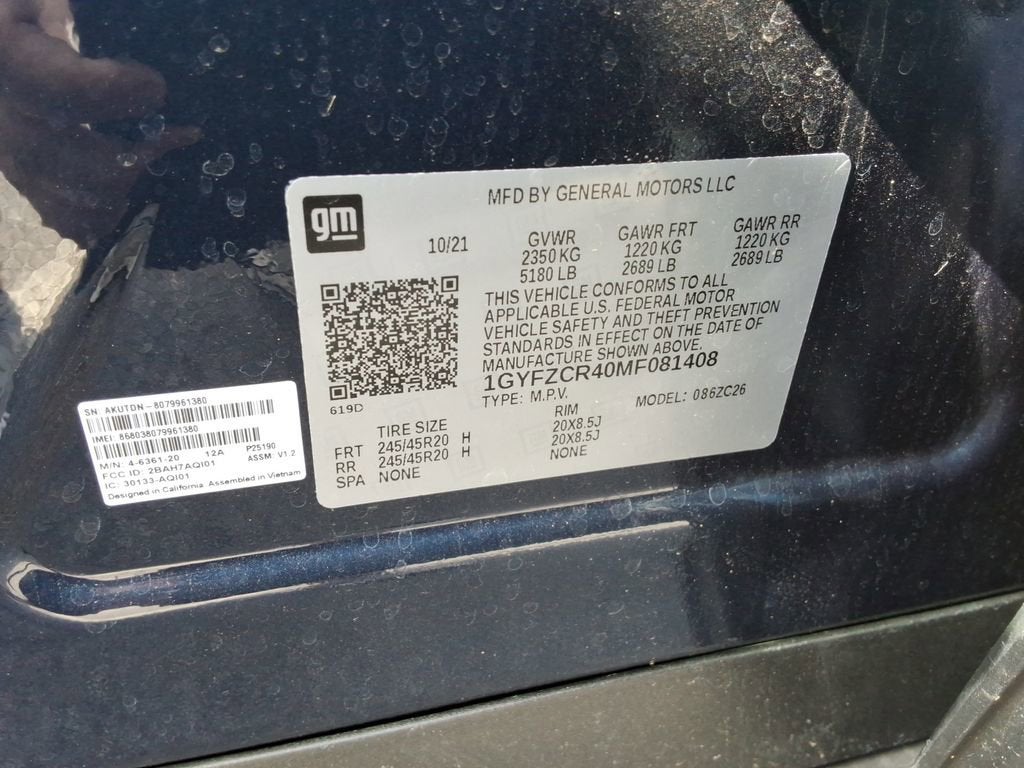 gm
MFD BY GENERAL MOTORS LLC
10/21
GVWR
2350 KG
5180 LB
GAWR FRT
1220 KG
2689 LB
GAWR RR
1220 KG
2689 LB
THIS VEHICLE CONFORMS TO ALL
APPLICABLE U.S. FEDERAL MOTOR
VEHICLE SAFETY AND THEFT PREVENTION
STANDARDS IN EFFECT ON THE DATE OF
MANUFACTURE SHOWN ABOVE.
1GYFZCR40MF081408
TYPE: M.P.V. MODEL: 086ZC26
619D
TIRE SIZE RIM
FRT 245/45R20 H 20X8.5J
RR 245/45R20 H 20X8.5J
SPA NONE NONE
SN: AKUTDN-8079961380
IMEI: 868038079961380
M/N: 4-6361-20 12A P25190
FCC ID: 2BAH7AQI01 ASSM: V1.2
IC: 30133-AQI01
Designed in California Assembled in Vietnam